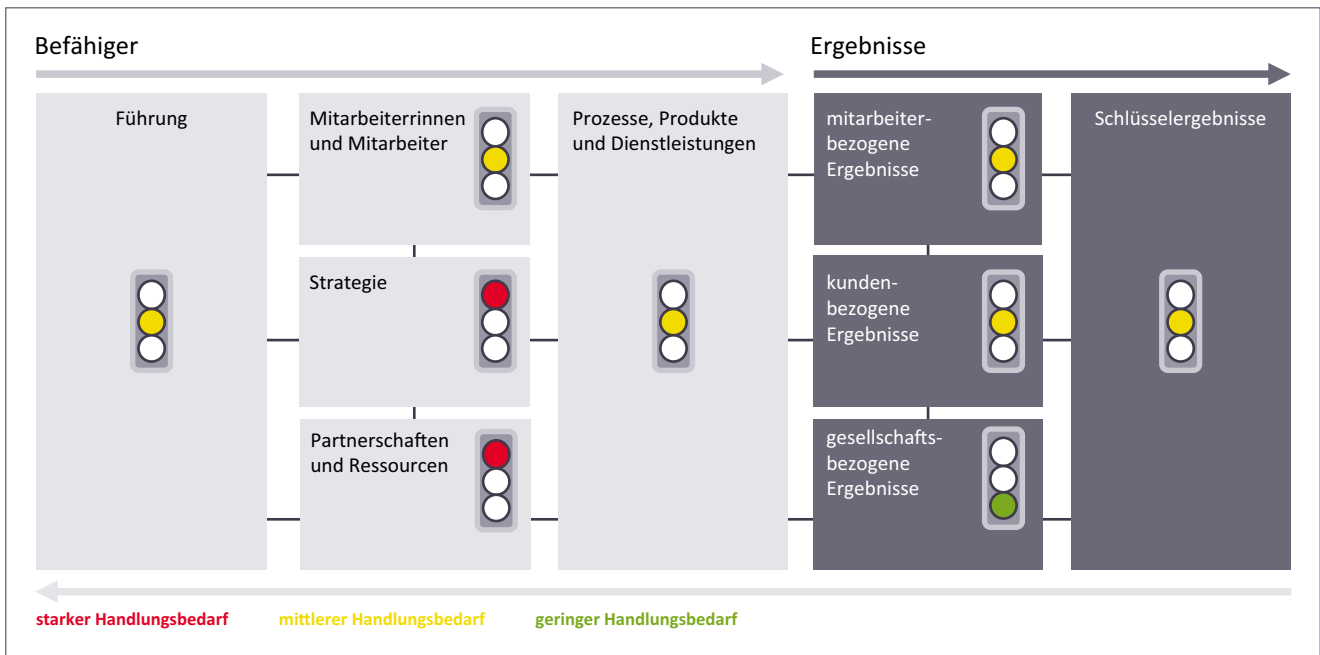 Befähiger
Ergebnisse
Führung
Mitarbeiterrinnen
und Mitarbeiter
Prozesse, Produkte
und Dienstleistungen
mitarbeiter-
bezogene
Ergebnisse
Schlüsselergebnisse
Strategie
kunden-
bezogene
Ergebnisse
Partnerschaften
und Ressourcen
gesellschafts-
bezogene
Ergebnisse
starker Handlungsbedarf
mittlerer Handlungsbedarf
geringer Handlungsbedarf